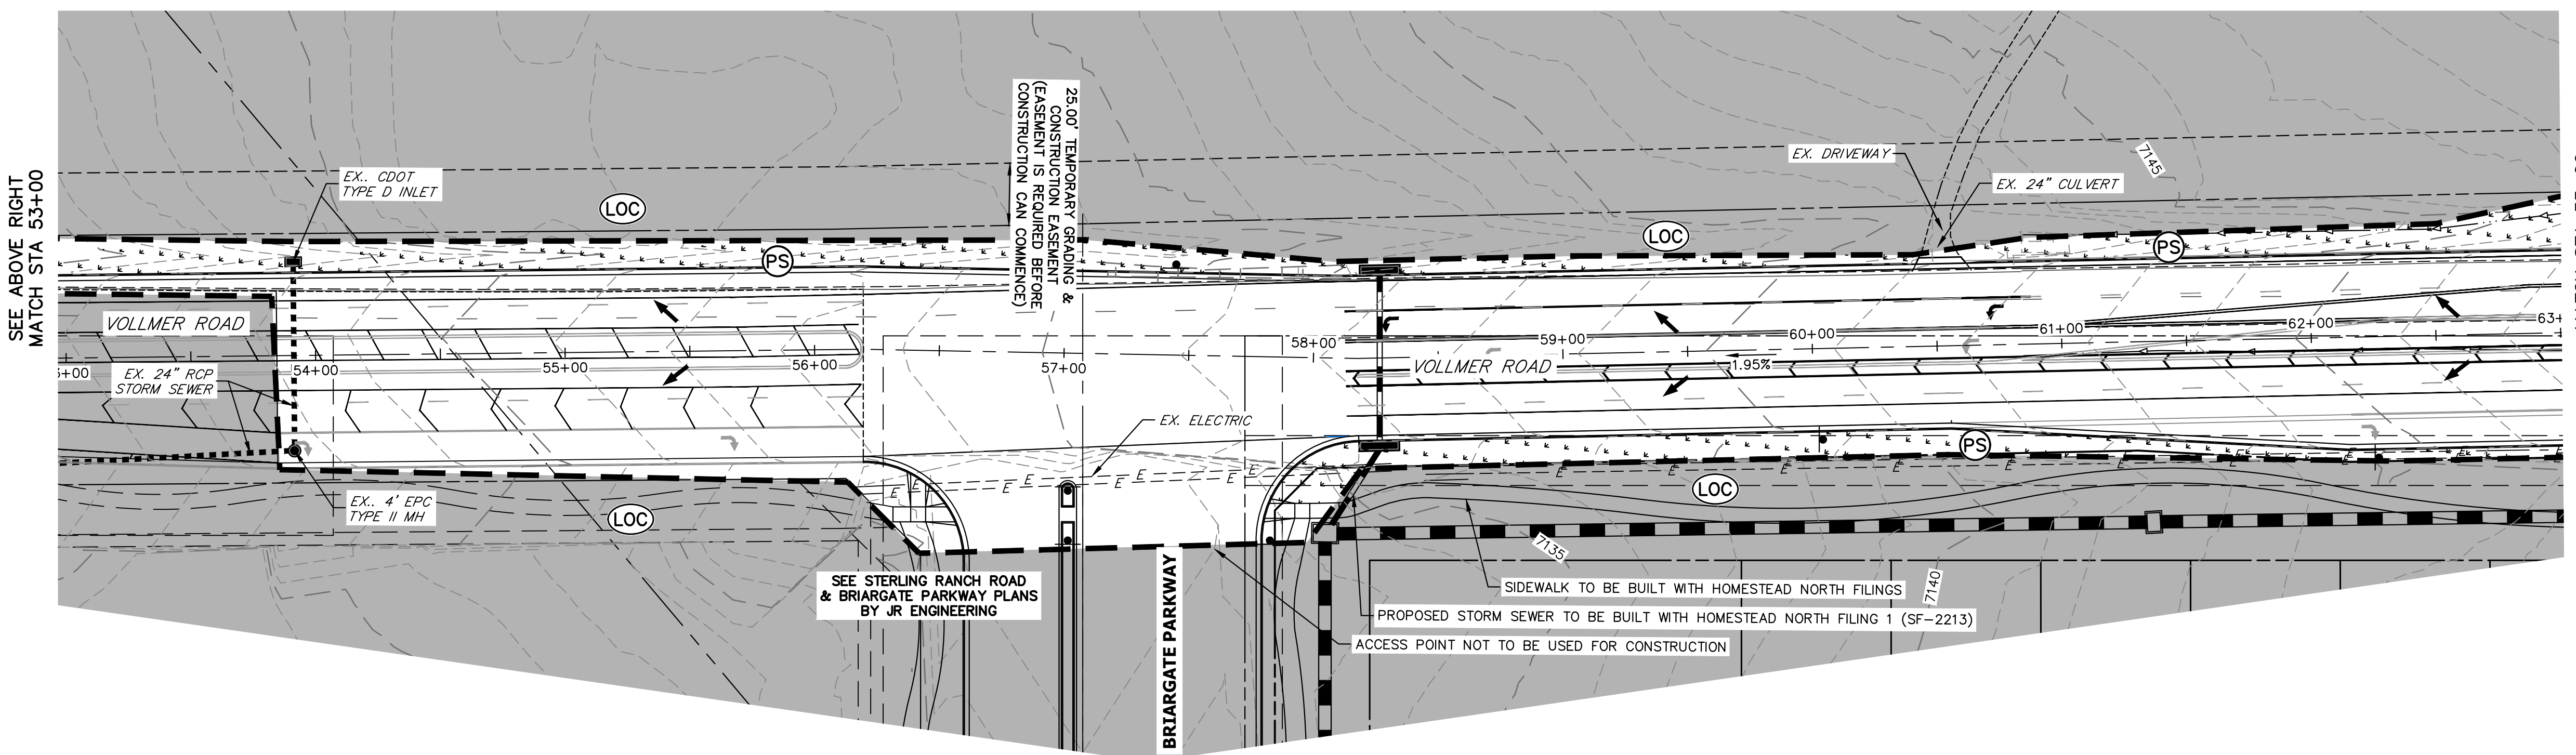 SEE ABOVE RIGHT
MATCH STA 53+00
EX.. CDOT
TYPE D INLET
LOC
25.00' TEMPORARY GRADING &
CONSTRUCTION EASEMENT
(EASEMENT IS REQUIRED BEFORE
CONSTRUCTION CAN COMMENCE)
EX. DRIVEWAY
7145
EX. 24" CULVERT
LOC
PS
PS
VOLLMER ROAD
54+00
55+00
56+00
57+00
58+00
59+00
60+00
61+00
62+00
63+
VOLLMER ROAD
1.95%
EX. 24" RCP
STORM SEWER
EX. ELECTRIC
PS
E
E
E
E
E
E
E
E
E
E
E
E
E
E
LOC
EX.. 4' EPC
TYPE II MH
LOC
7135
7140
SEE STERLING RANCH ROAD
& BRIARGATE PARKWAY PLANS
BY JR ENGINEERING
BRIARGATE PARKWAY
SIDEWALK TO BE BUILT WITH HOMESTEAD NORTH FILINGS
PROPOSED STORM SEWER TO BE BUILT WITH HOMESTEAD NORTH FILING 1 (SF-2213)
ACCESS POINT NOT TO BE USED FOR CONSTRUCTION